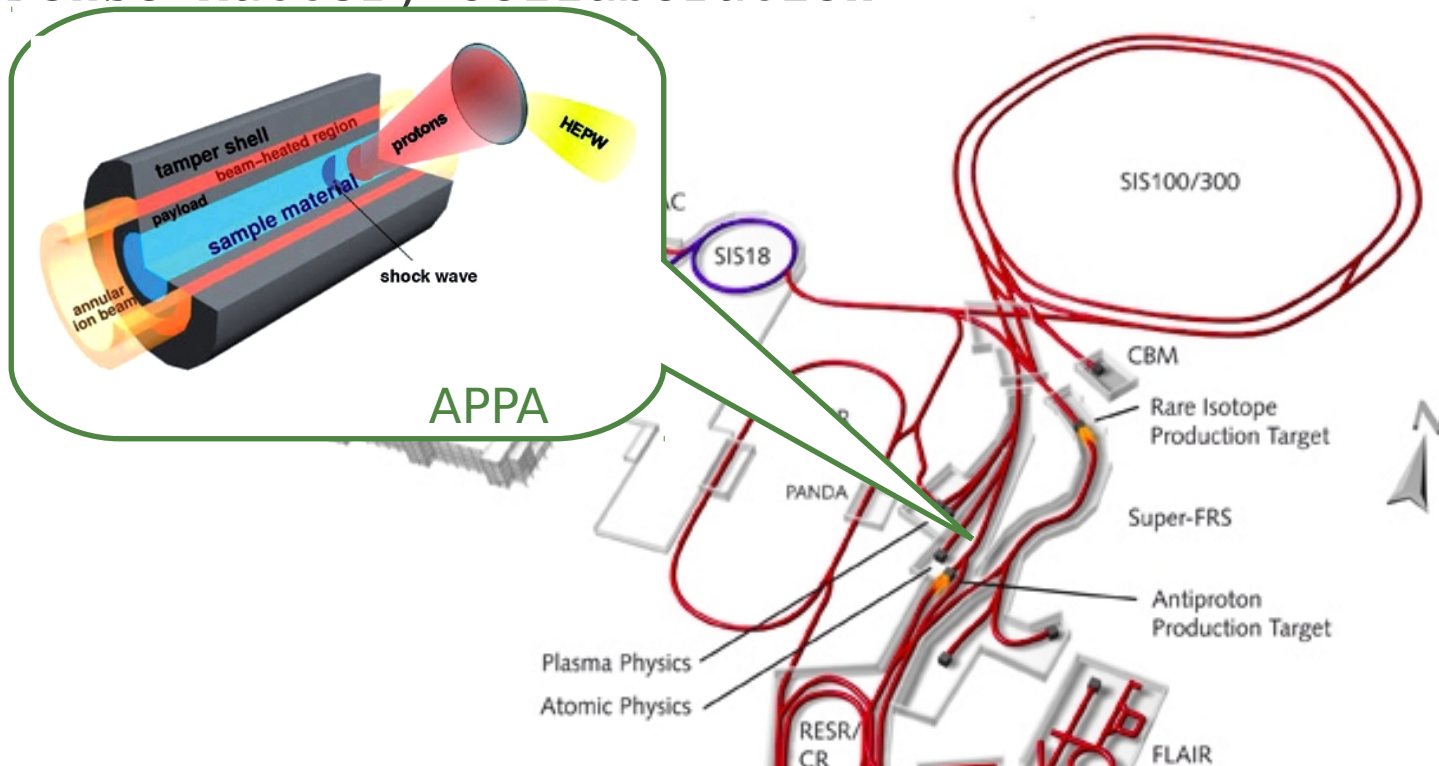 tamper shell
beam-heated region
protons
HEPW
payload
sample material
shock wave
annular
ion beam
APPA
SIS18
SIS100/300
CBM
Rare Isotope
Production Target
PANDA
Super-FRS
Antiproton
Production Target
Plasma Physics
Atomic Physics
RESR/
CR
FLAIR